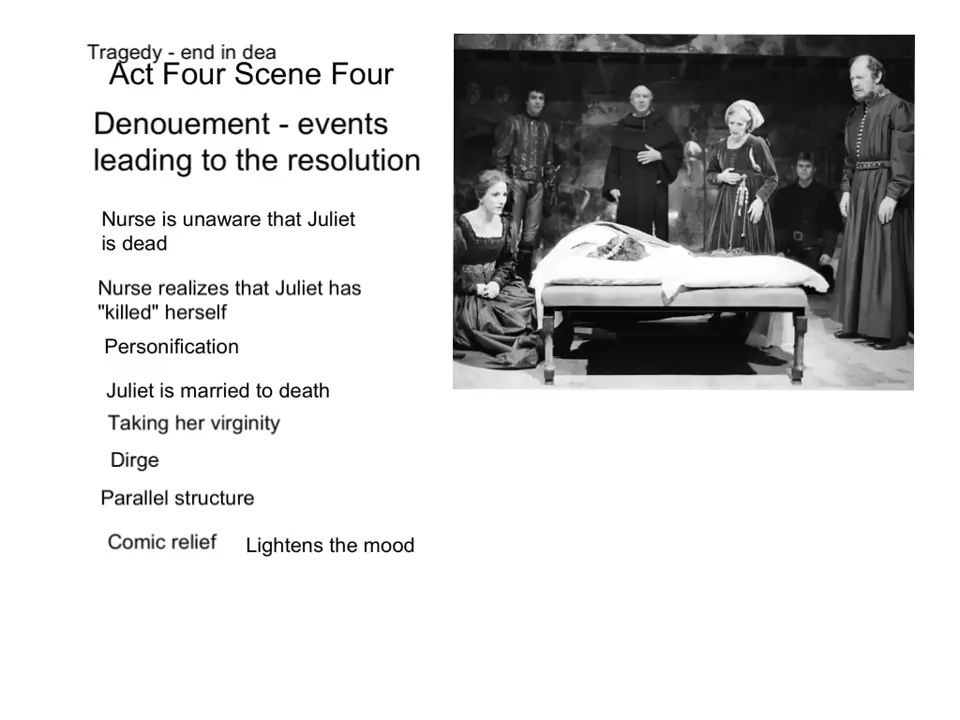 Tragedy - end in dea
Act Four Scene Four
Denouement - events
leading to the resolution
Nurse is unaware that Juliet
is dead
Nurse realizes that Juliet has
"killed" herself
Personification
Juliet is married to death
Taking her virginity
Dirge
Parallel structure
Comic relief
Lightens the mood